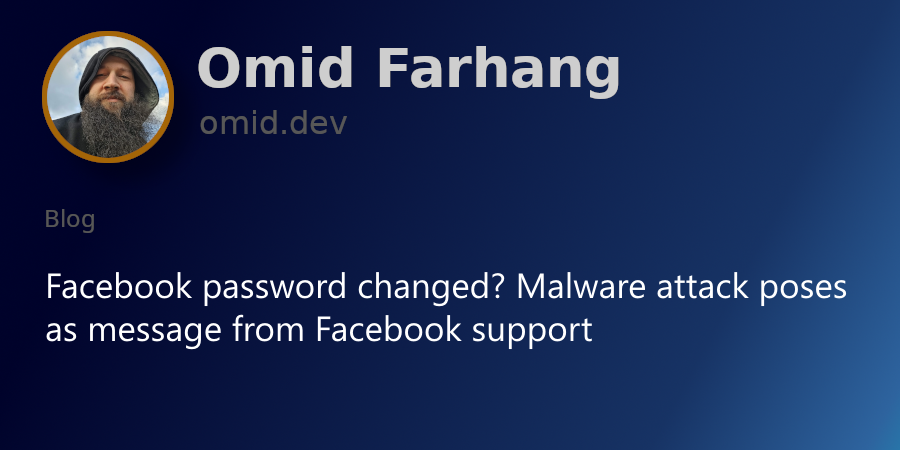 Omid Farhang
omid.dev
Blog
Facebook password changed? Malware attack poses
as message from Facebook support